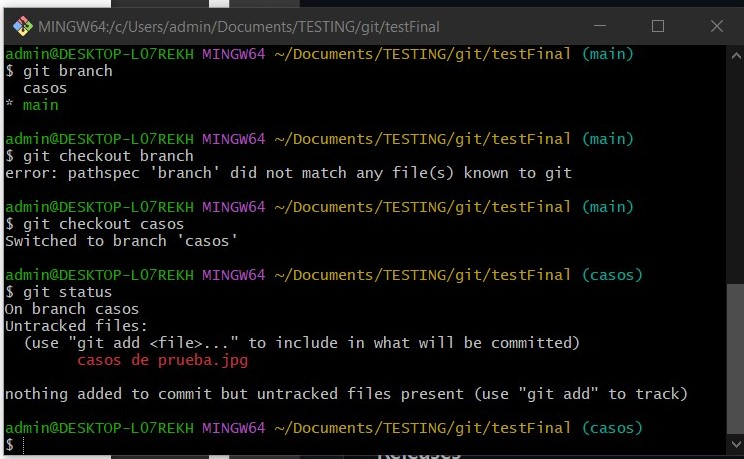 MINGW64:/c/Users/admin/Documents/TESTING/git/testFinal
admin@DESKTOP-L07REKH MINGW64 ~/Documents/TESTING/git/testFinal (main)
$ git branch
  casos
* main
admin@DESKTOP-L07REKH MINGW64 ~/Documents/TESTING/git/testFinal (main)
$ git checkout branch
error: pathspec 'branch' did not match any file(s) known to git
admin@DESKTOP-L07REKH MINGW64 ~/Documents/TESTING/git/testFinal (main)
$ git checkout casos
Switched to branch 'casos'
admin@DESKTOP-L07REKH MINGW64 ~/Documents/TESTING/git/testFinal (casos)
$ git status
On branch casos
Untracked files:
  (use "git add <file>..." to include in what will be committed)
        casos de prueba.jpg
nothing added to commit but untracked files present (use "git add" to track)
admin@DESKTOP-L07REKH MINGW64 ~/Documents/TESTING/git/testFinal (casos)
$
Releases